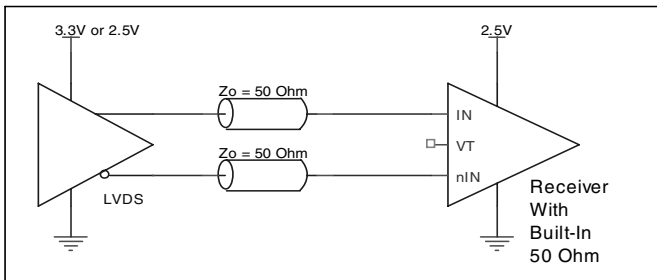 3.3V or 2.5V
2.5V
Zo = 50 Ohm
IN
VT
Zo = 50 Ohm
nIN
LVDS
Receiver
With
Built-In
50 Ohm